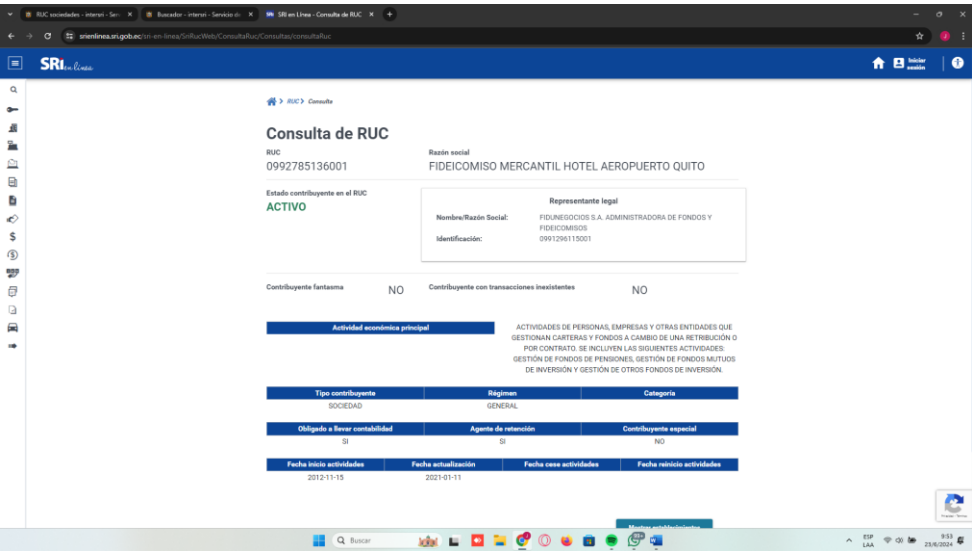 RUC sociedades - intersri - Serv
Buscador - intersri - Servicio de
SRI en Línea - Consulta de RUC
srienlinea.sri.gob.ec/sri-en-linea/SriRucWeb/ConsultaRuc/Consultas/consultaRuc
SRi en línea
Iniciar sesión
RUC > Consulta
Consulta de RUC
RUC
Razón social
0992785136001
FIDEICOMISO MERCANTIL HOTEL AEROPUERTO QUITO
Estado contribuyente en el RUC
ACTIVO
Representante legal
Nombre/Razón Social:
FIDUNEGOCIOS S.A. ADMINISTRADORA DE FONDOS Y
FIDEICOMISOS
Identificación:
0991296115001
Contribuyente fantasma
NO
Contribuyente con transacciones inexistentes
NO
Actividad económica principal
ACTIVIDADES DE PERSONAS, EMPRESAS Y OTRAS ENTIDADES QUE
GESTIONAN CARTERAS Y FONDOS A CAMBIO DE UNA RETRIBUCIÓN O
POR CONTRATO. SE INCLUYEN LAS SIGUIENTES ACTIVIDADES:
GESTIÓN DE FONDOS DE PENSIONES, GESTIÓN DE FONDOS MUTUOS
DE INVERSIÓN Y GESTIÓN DE OTROS FONDOS DE INVERSIÓN.
Tipo contribuyente
Régimen
Categoría
SOCIEDAD
GENERAL
Obligado a llevar contabilidad
Agente de retención
Contribuyente especial
SI
SI
NO
Fecha inicio actividades
Fecha actualización
Fecha cese actividades
Fecha reinicio actividades
2012-11-15
2021-01-11
Mostrar establecimientos
Buscar
ESP
LAA
9:53
23/6/2024